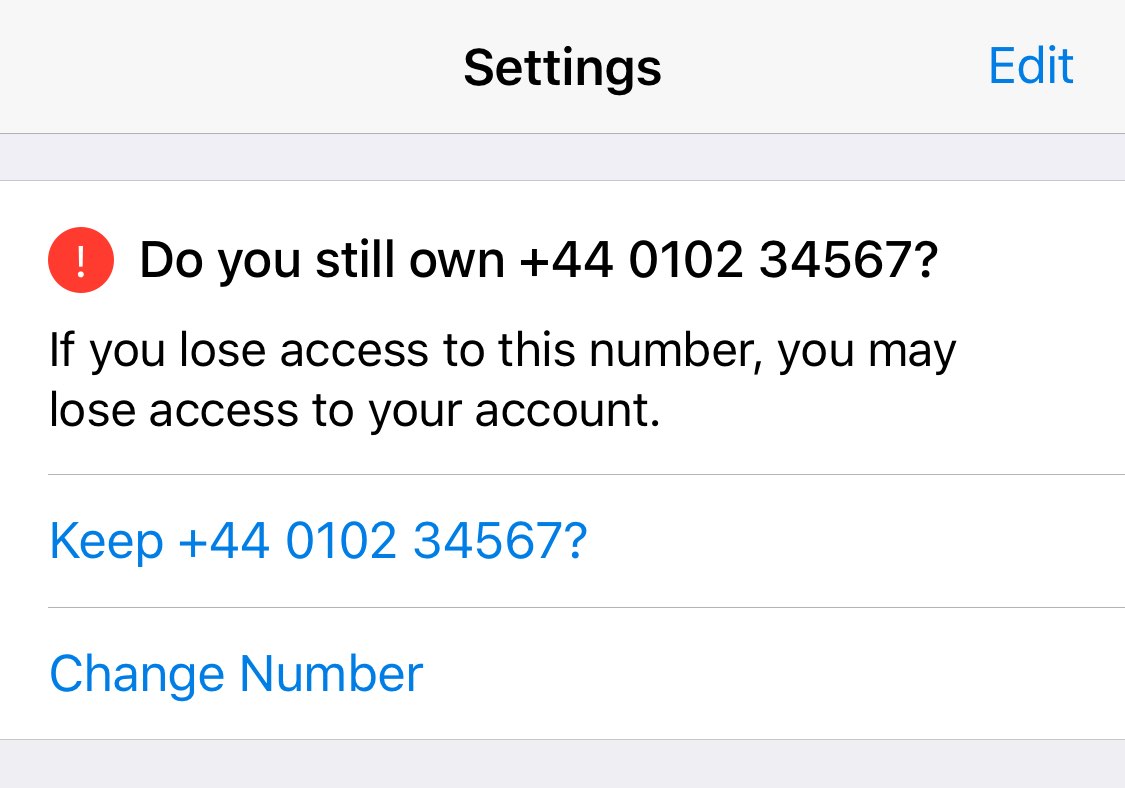 Settings
Edit
! Do you still own +44 0102 34567?
If you lose access to this number, you may
lose access to your account.
Keep +44 0102 34567?
Change Number